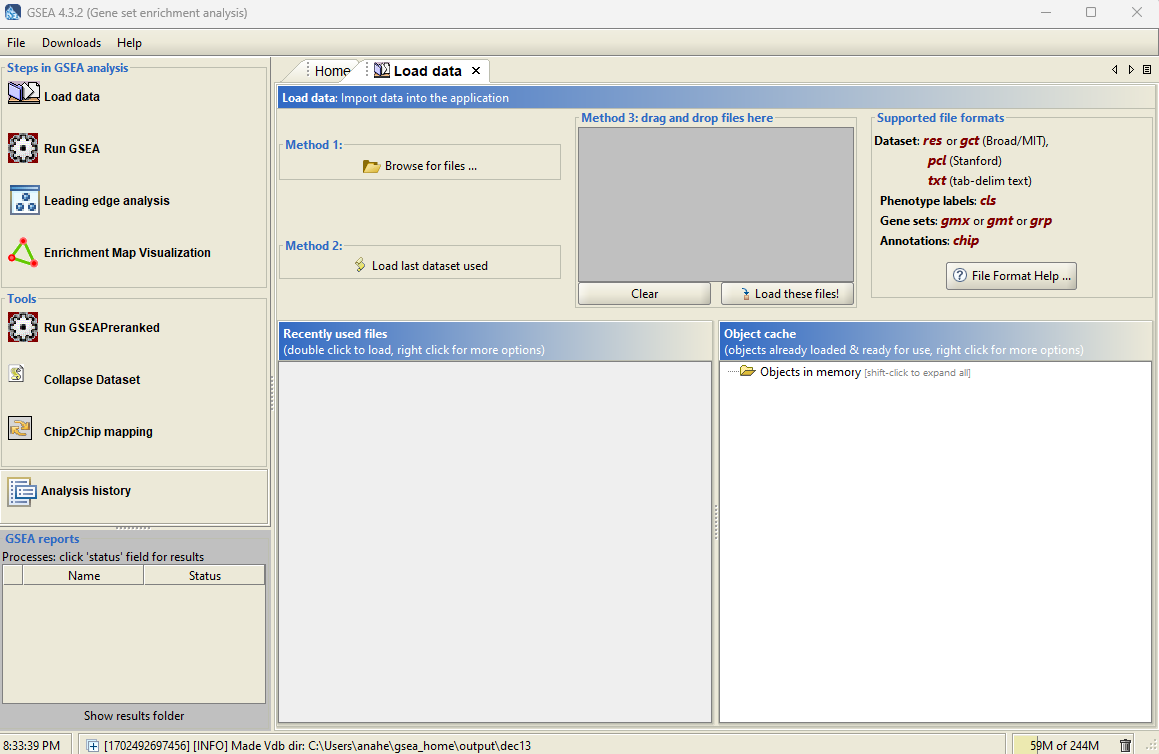 GSEA 4.3.2 (Gene set enrichment analysis)
File Downloads Help
Steps in GSEA analysis
Load data
Run GSEA
Leading edge analysis
Enrichment Map Visualization
Tools
Run GSEAPreranked
Collapse Dataset
Chip2Chip mapping
Analysis history
GSEA reports
Processes: click 'status' field for results
Name Status
Show results folder
Home Load data
Load data: Import data into the application
Method 1:
Browse for files ...
Method 2:
Load last dataset used
Method 3: drag and drop files here
Clear Load these files!
Supported file formats
Dataset: res or gct (Broad/MIT),
pcl (Stanford)
txt (tab-delim text)
Phenotype labels: cls
Gene sets: gmx or gmt or grp
Annotations: chip
File Format Help ...
Recently used files
(double click to load, right click for more options)
Object cache
(objects already loaded & ready for use, right click for more options)
Objects in memory [shift-click to expand all]
8:33:39 PM [1702492697456] [INFO] Made Vdb dir: C:\Users\anahe\gsea_home\output\dec13 59M of 244M